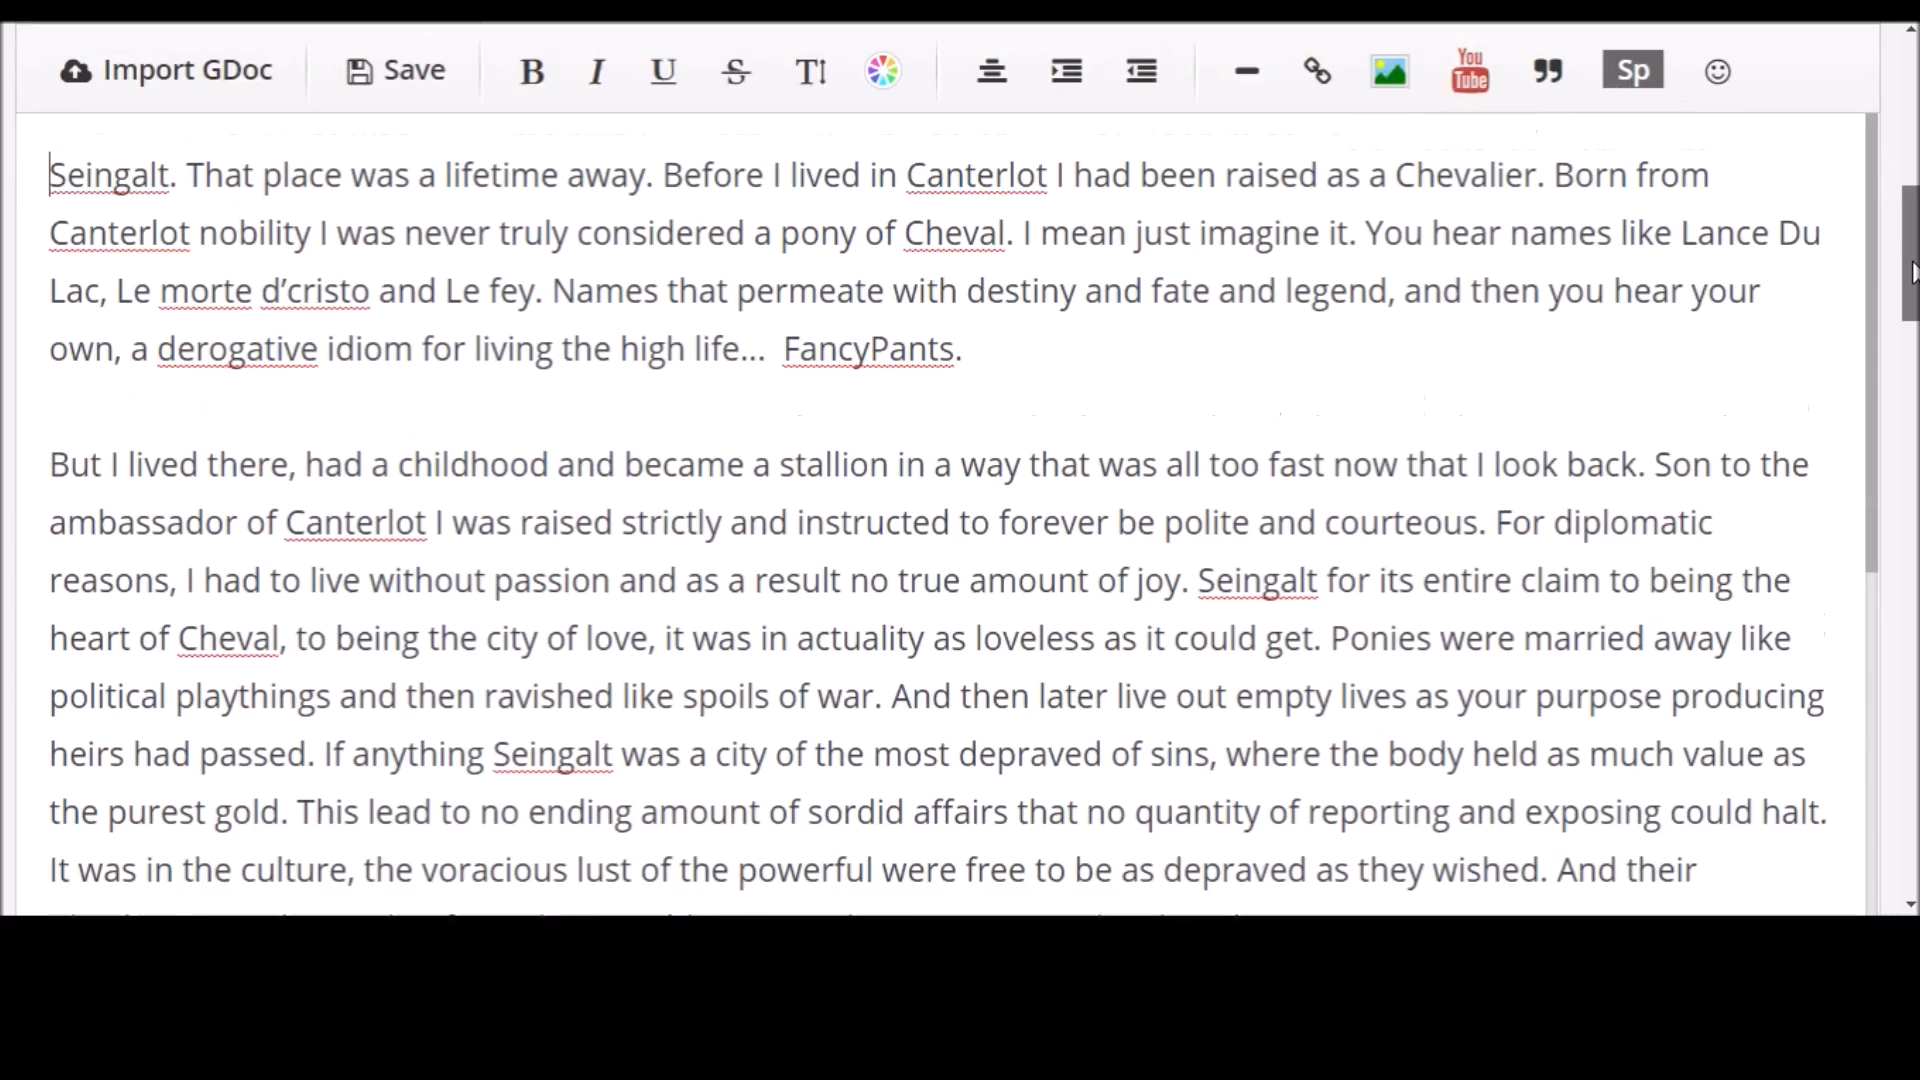 Import GDoc Save B I U S T You Tube Sp
Seingalt. That place was a lifetime away. Before I lived in Canterlot I had been raised as a Chevalier. Born from
Canterlot nobility I was never truly considered a pony of Cheval. I mean just imagine it. You hear names like Lance Du
Lac, Le morte d’cristo and Le fey. Names that permeate with destiny and fate and legend, and then you hear your
own, a derogative idiom for living the high life... FancyPants.
But I lived there, had a childhood and became a stallion in a way that was all too fast now that I look back. Son to the
ambassador of Canterlot I was raised strictly and instructed to forever be polite and courteous. For diplomatic
reasons, I had to live without passion and as a result no true amount of joy. Seingalt for its entire claim to being the
heart of Cheval, to being the city of love, it was in actuality as loveless as it could get. Ponies were married away like
political playthings and then ravished like spoils of war. And then later live out empty lives as your purpose producing
heirs had passed. If anything Seingalt was a city of the most depraved of sins, where the body held as much value as
the purest gold. This lead to no ending amount of sordid affairs that no quantity of reporting and exposing could halt.
It was in the culture, the voracious lust of the powerful were free to be as depraved as they wished. And their